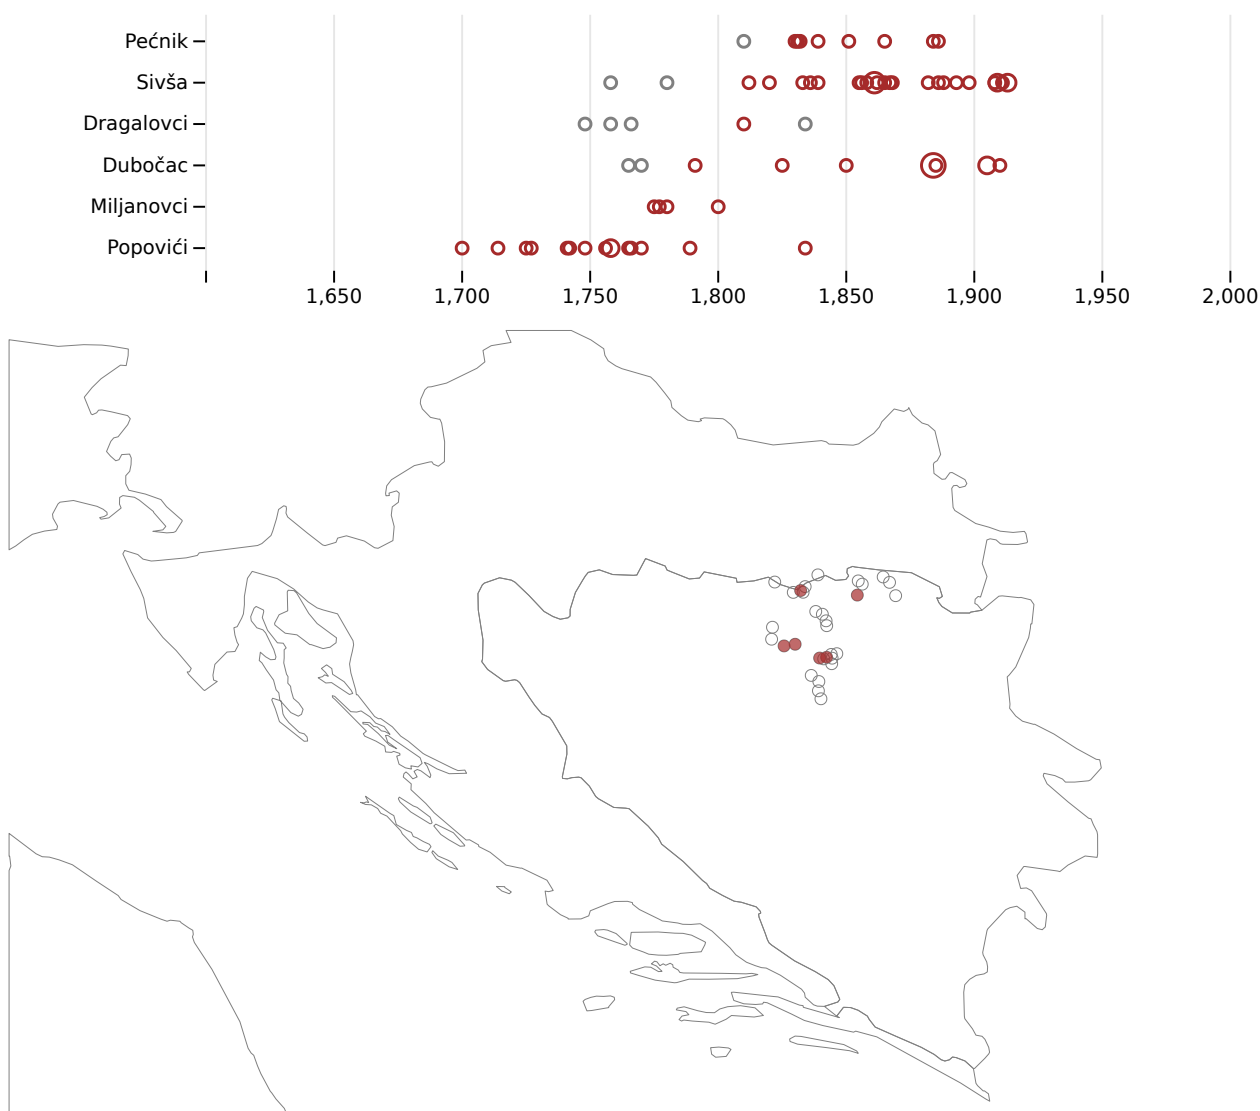 Pećnik
Sivša
Dragalovci
Dubočac
Miljanovci
Popovići
1,650 1,700 1,750 1,800 1,850 1,900 1,950 2,000